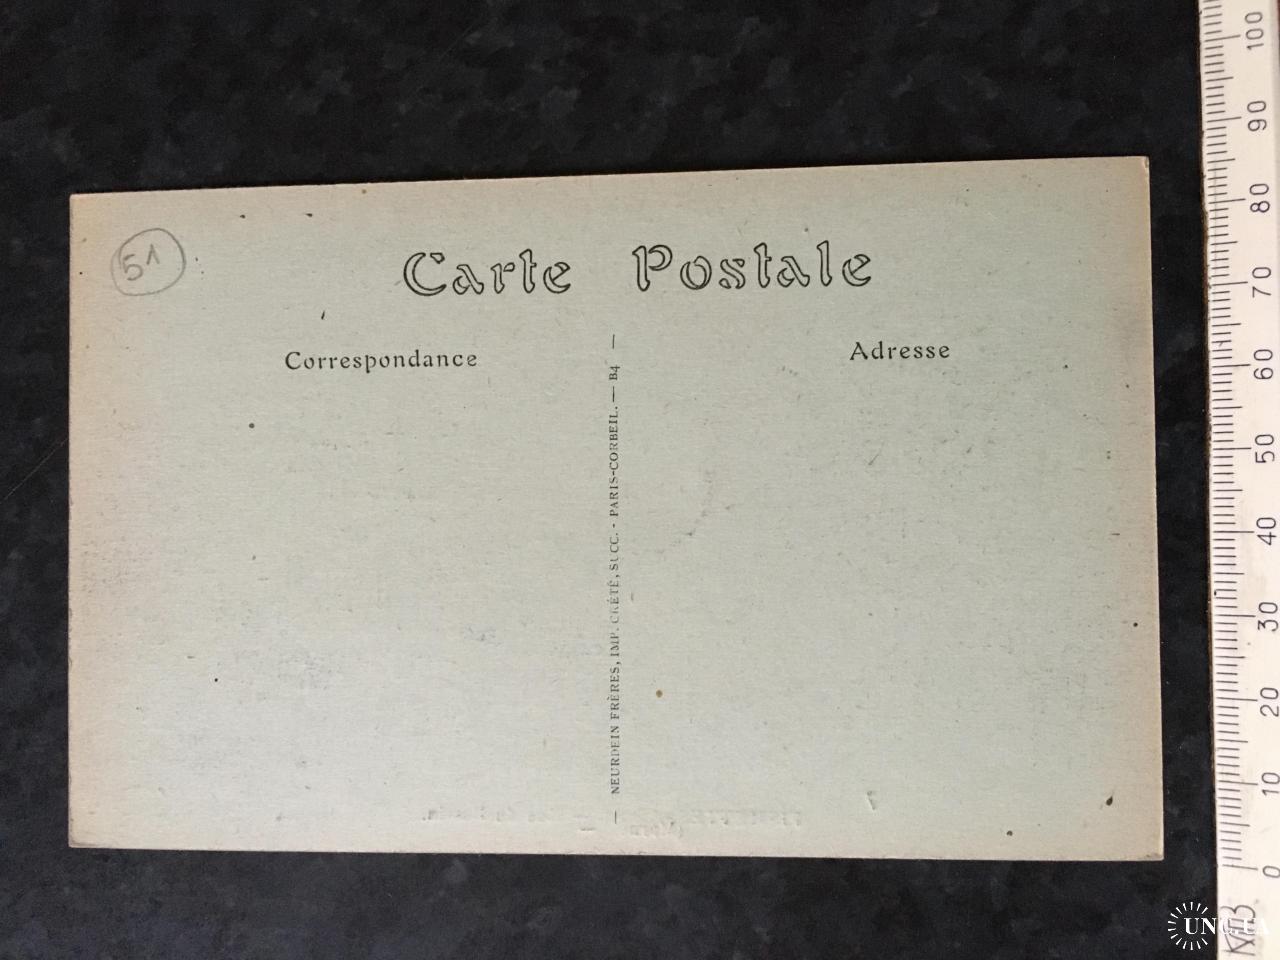 51
Carte Postale
Correspondance
Adresse
— NEURDEIN FRÈRES, IMP. CRÉTÉ, SUCC. - PARIS-CORBEIL. — B4 —
100
90
80
70
60
50
40
30
20
10
0
UNC.UA